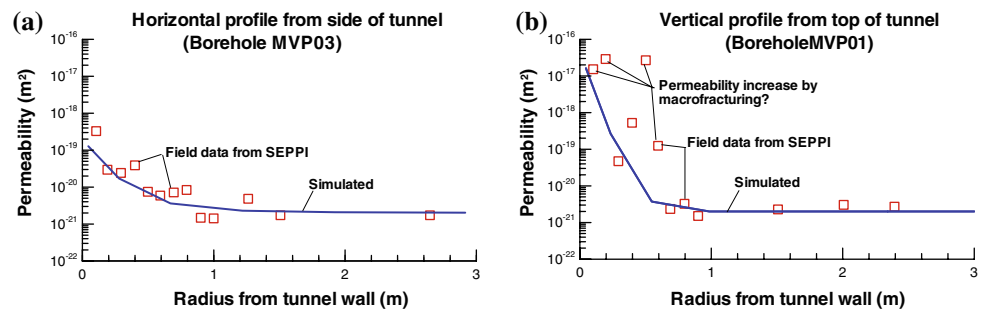 (a)
Horizontal profile from side of tunnel
(Borehole MVP03)
Permeability (m²)
10⁻¹⁶
10⁻¹⁷
10⁻¹⁸
10⁻¹⁹
10⁻²⁰
10⁻²¹
10⁻²²
Field data from SEPPI
Simulated
0 1 2 3
Radius from tunnel wall (m)
(b)
Vertical profile from top of tunnel
(BoreholeMVP01)
Permeability (m²)
10⁻¹⁶
10⁻¹⁷
10⁻¹⁸
10⁻¹⁹
10⁻²⁰
10⁻²¹
10⁻²²
Permeability increase by
macrofracturing?
Field data from SEPPI
Simulated
0 1 2 3
Radius from tunnel wall (m)